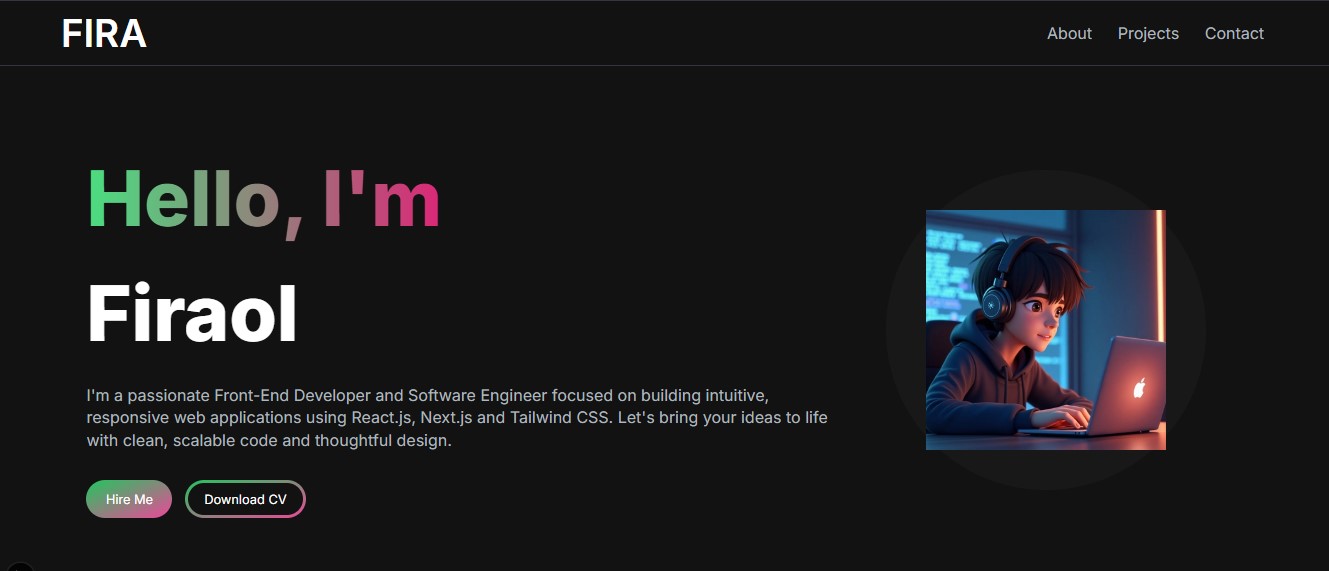 FIRA
About Projects Contact
Hello, I'm
Firaol
I'm a passionate Front-End Developer and Software Engineer focused on building intuitive,
responsive web applications using React.js, Next.js and Tailwind CSS. Let's bring your ideas to life
with clean, scalable code and thoughtful design.
Hire Me Download CV